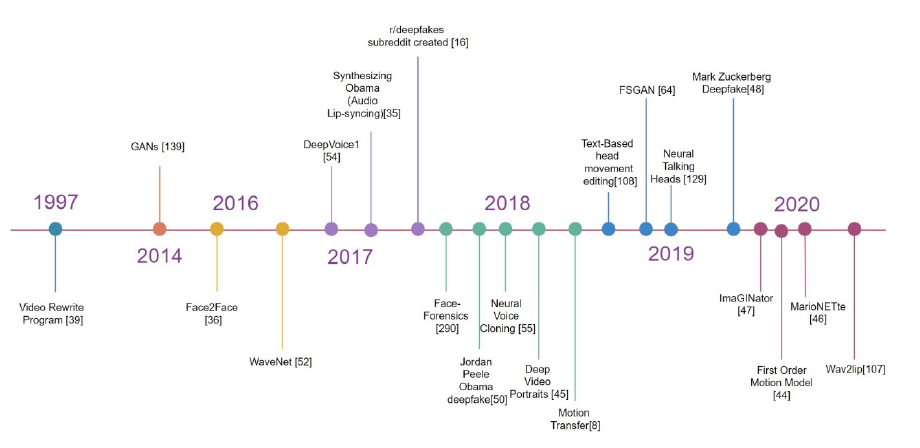 r/deepfakes
subreddit created [16]
Synthesizing
Obama
(Audio
Lip-syncing)[35]
Mark Zuckerberg
Deepfake[48]
FSGAN [64]
GANs [139]
DeepVoice1
[54]
Text-Based
head
movement
editing[108]
Neural
Talking
Heads [129]
1997
2016
2018
2020
2014
2017
2019
Video Rewrite
Program [39]
Face2Face
[36]
WaveNet [52]
Face-
Forensics
[290]
Jordan
Peele
Obama
deepfake[50]
Neural
Voice
Cloning [55]
Deep
Video
Portraits [45]
Motion
Transfer[8]
ImaGINator
[47]
First Order
Motion Model
[44]
MarioNETte
[46]
Wav2lip[107]